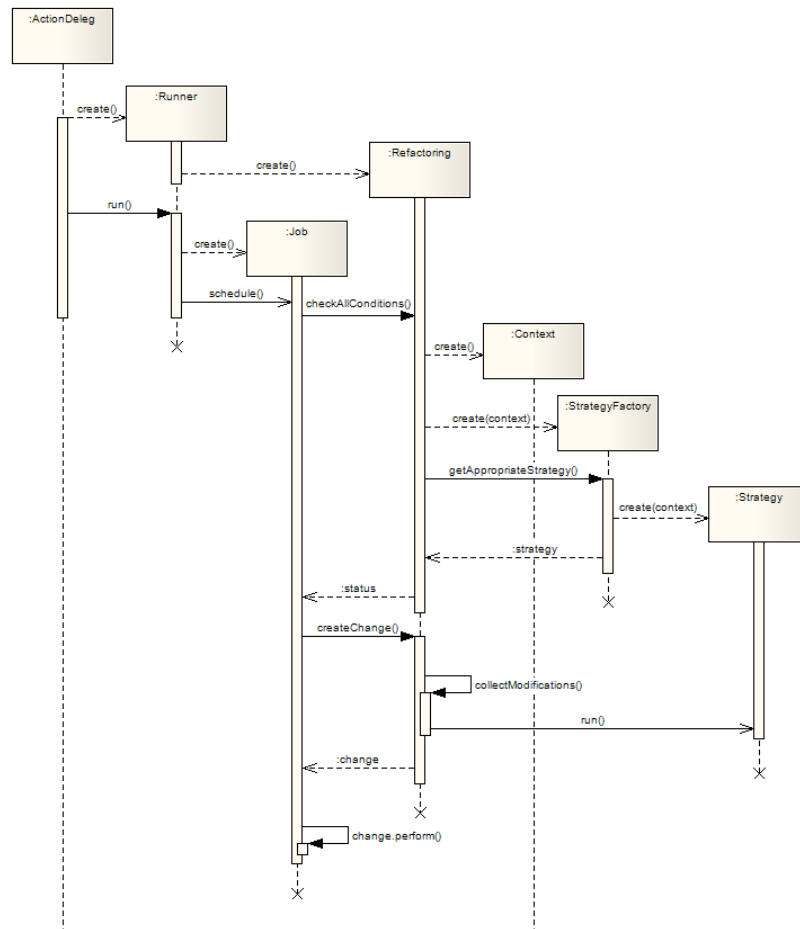 :ActionDeleg
:Runner
create()
:Refactoring
create()
run()
:Job
create()
schedule()
checkAllConditions()
:Context
create()
:StrategyFactory
create(context)
getAppropriateStrategy()
:Strategy
create(context)
:strategy
:status
createChange()
collectModifications()
run()
:change
change.perform()